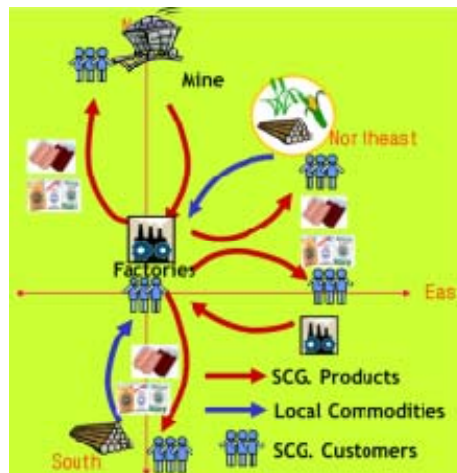 N
Mine
Northeast
Factories
Eas
SCG. Products
Local Commodities
SCG. Customers
South